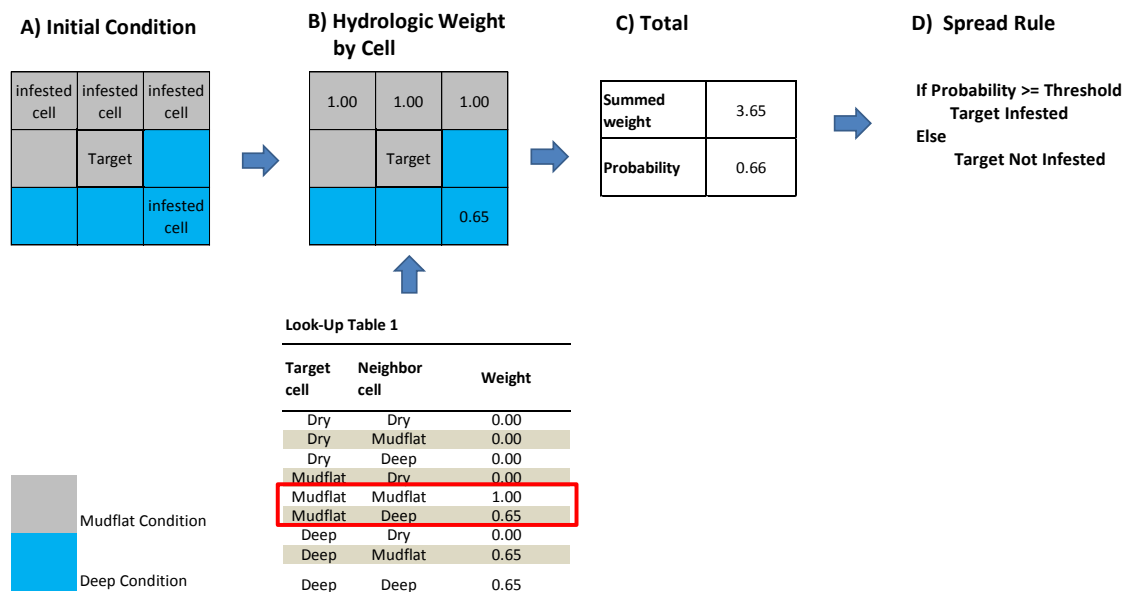 A) Initial Condition
B) Hydrologic Weight
by Cell
C) Total
D) Spread Rule
infested
cell
infested
cell
infested
cell
Target
infested
cell
1.00
1.00
1.00
Target
0.65
Summed
weight
3.65
Probability
0.66
If Probability >= Threshold
Target Infested
Else
Target Not Infested
Look-Up Table 1
Target
cell
Neighbor
cell
Weight
Dry Dry 0.00
Dry Mudflat 0.00
Dry Deep 0.00
Mudflat Dry 0.00
Mudflat Mudflat 1.00
Mudflat Deep 0.65
Deep Dry 0.00
Deep Mudflat 0.65
Deep Deep 0.65
Mudflat Condition
Deep Condition